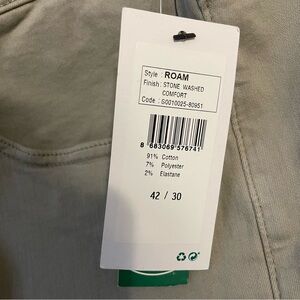 Style : ROAM
Finish : STONE WASHED
COMFORT
Code : S0010025-80951
8 683069 576741
91% Cotton
7% Polyester
2% Elastane
42 / 30